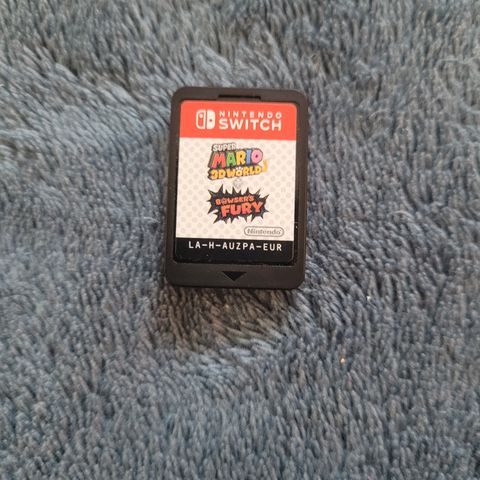 NINTENDO
SWITCH
SUPER
MARIO
3D WORLD
BOWSER'S
FURY
Nintendo
LA-H-AUZPA-EUR